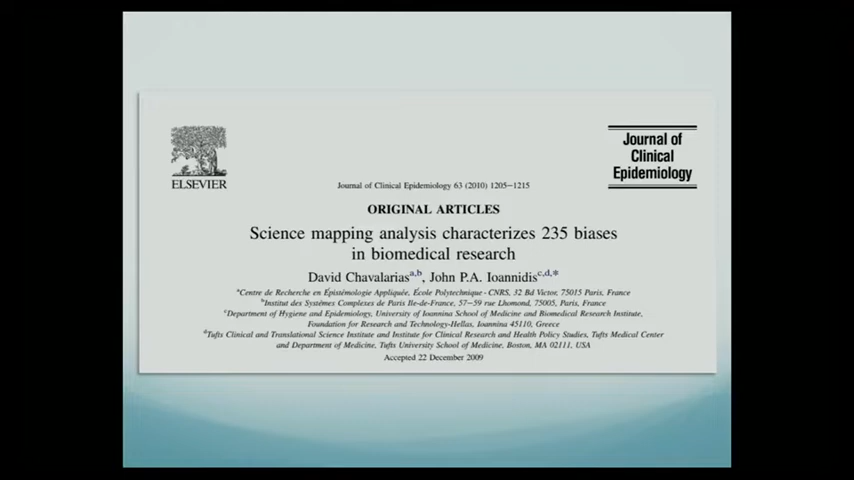 ELSEVIER
Journal of
Clinical
Epidemiology
Journal of Clinical Epidemiology 63 (2010) 1205–1215
ORIGINAL ARTICLES
Science mapping analysis characterizes 235 biases
in biomedical research
David Chavalarias a,b, John P.A. Ioannidis c,d,*
aCentre de Recherche en Épistémologie Appliquée, École Polytechnique - CNRS, 32 Bd Victor, 75015 Paris, France
bInstitut des Systèmes Complexes de Paris Ile-de-France, 57–59 rue Lhomond, 75005, Paris, France
cDepartment of Hygiene and Epidemiology, University of Ioannina School of Medicine and Biomedical Research Institute,
Foundation for Research and Technology-Hellas, Ioannina 45110, Greece
dTufts Clinical and Translational Science Institute and Institute for Clinical Research and Health Policy Studies, Tufts Medical Center
and Department of Medicine, Tufts University School of Medicine, Boston, MA 02111, USA
Accepted 22 December 2009